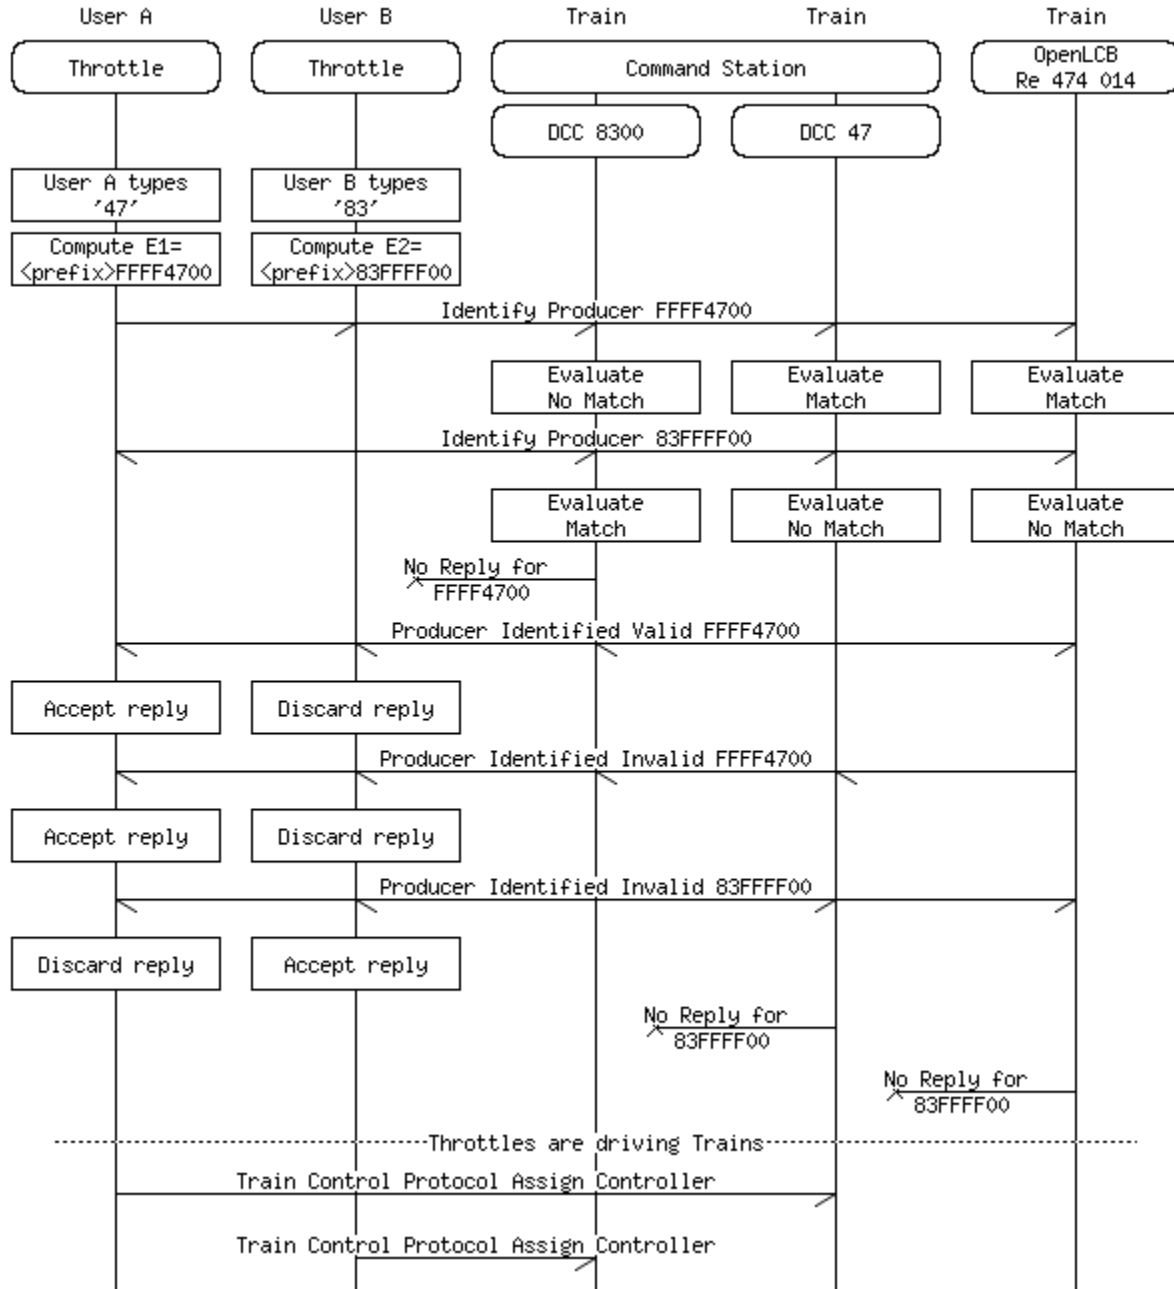 User A
User B
Train
Train
Train
Throttle
Throttle
Command Station
OpenLCB
Re 474 014
DCC 8300
DCC 47
User A types
'47'
User B types
'83'
Compute E1=
<prefix>FFFF4700
Compute E2=
<prefix>83FFFF00
Identify Producer FFFF4700
Evaluate
No Match
Evaluate
Match
Evaluate
Match
Identify Producer 83FFFF00
Evaluate
Match
Evaluate
No Match
Evaluate
No Match
No Reply for
FFFF4700
Producer Identified Valid FFFF4700
Accept reply
Discard reply
Producer Identified Invalid FFFF4700
Accept reply
Discard reply
Producer Identified Invalid 83FFFF00
Discard reply
Accept reply
No Reply for
83FFFF00
No Reply for
83FFFF00
Throttles are driving Trains
Train Control Protocol Assign Controller
Train Control Protocol Assign Controller